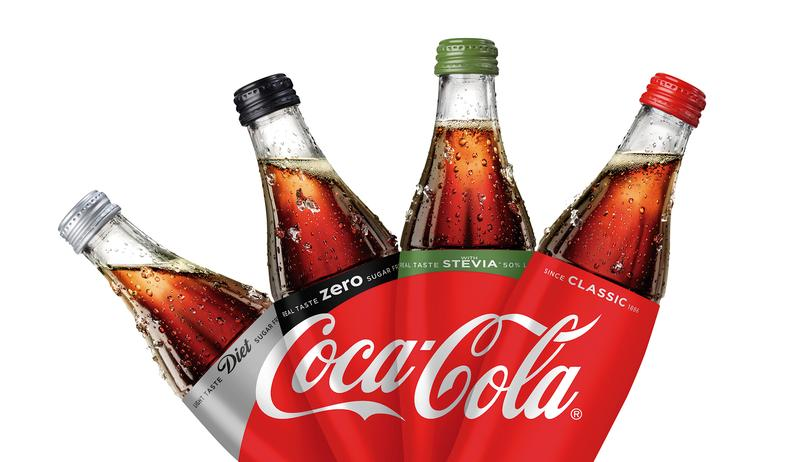 LIGHT TASTE Diet SUGAR
REAL TASTE zero SUGAR
REAL TASTE WITH STEVIA 50%
SINCE CLASSIC 1886
Coca-Cola®